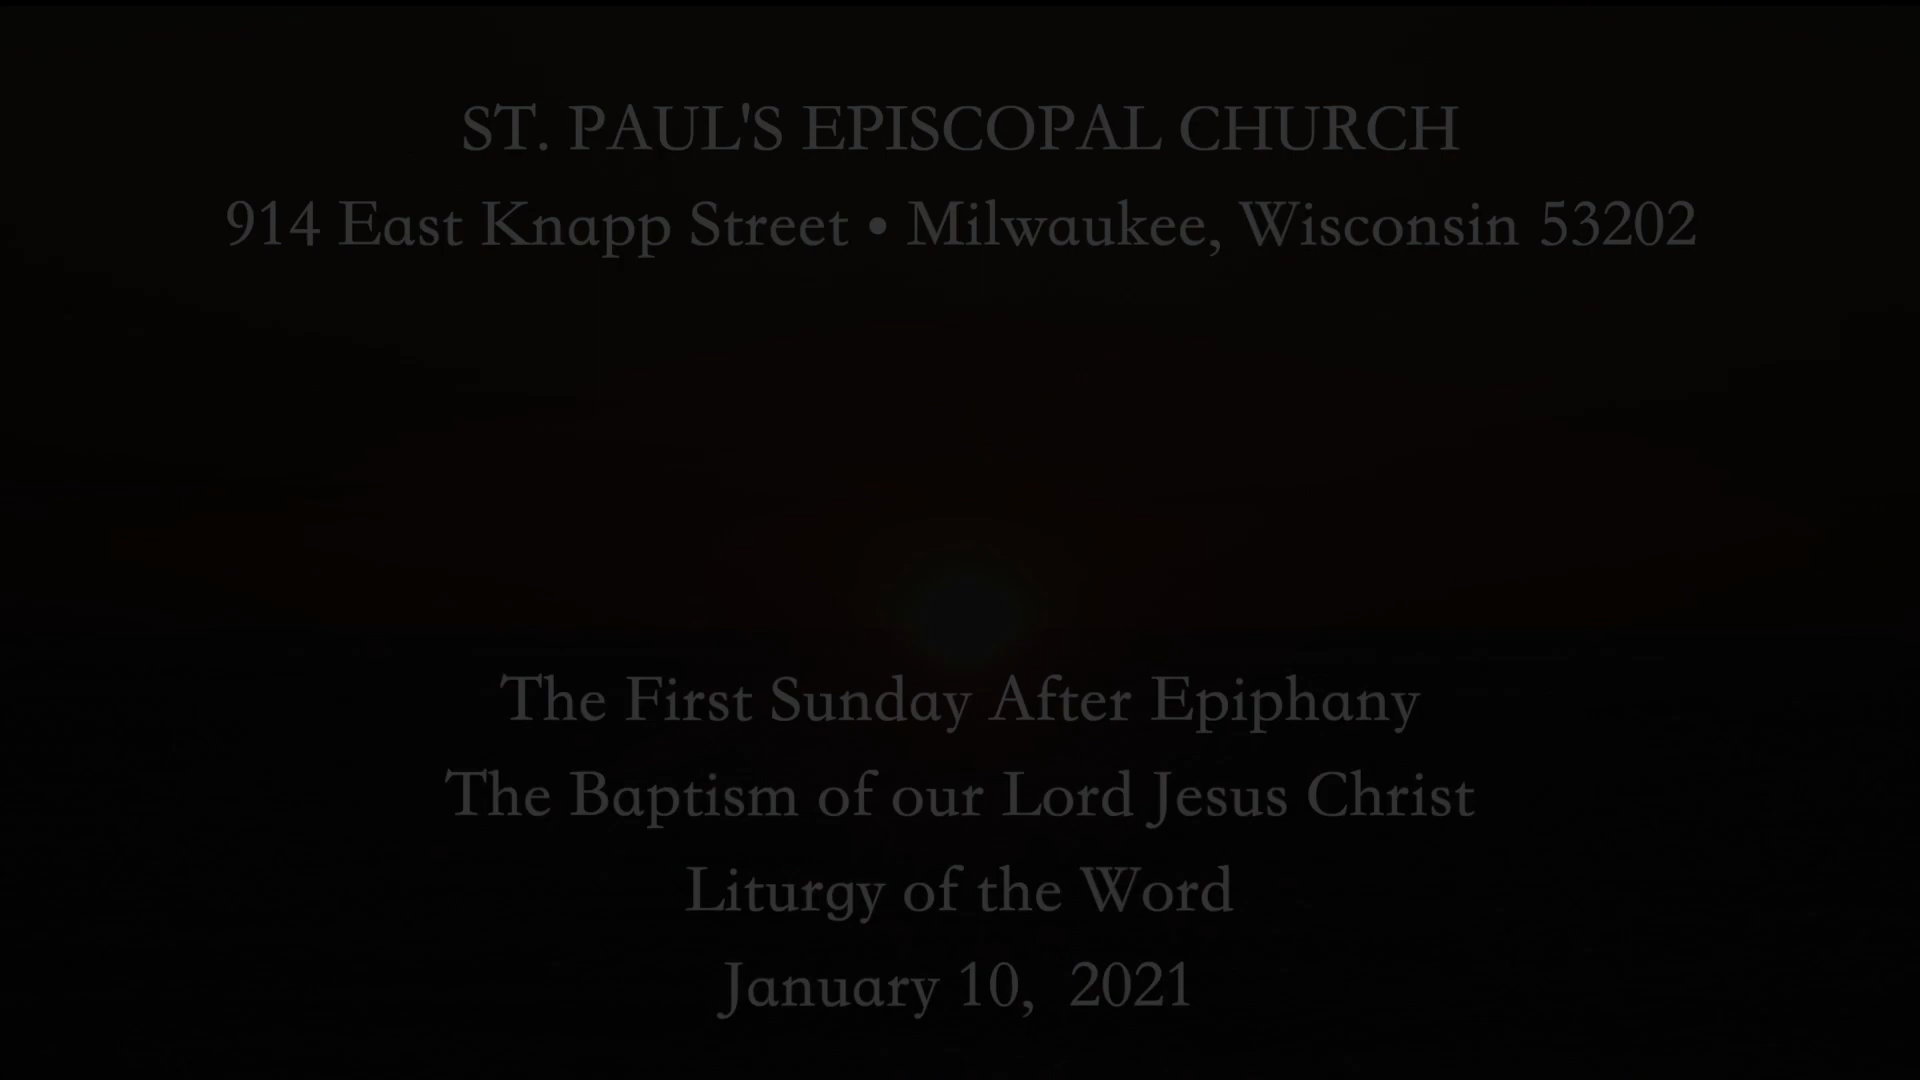 ST. PAUL'S EPISCOPAL CHURCH
914 East Knapp Street • Milwaukee, Wisconsin 53202
The First Sunday After Epiphany
The Baptism of our Lord Jesus Christ
Liturgy of the Word
January 10,  2021